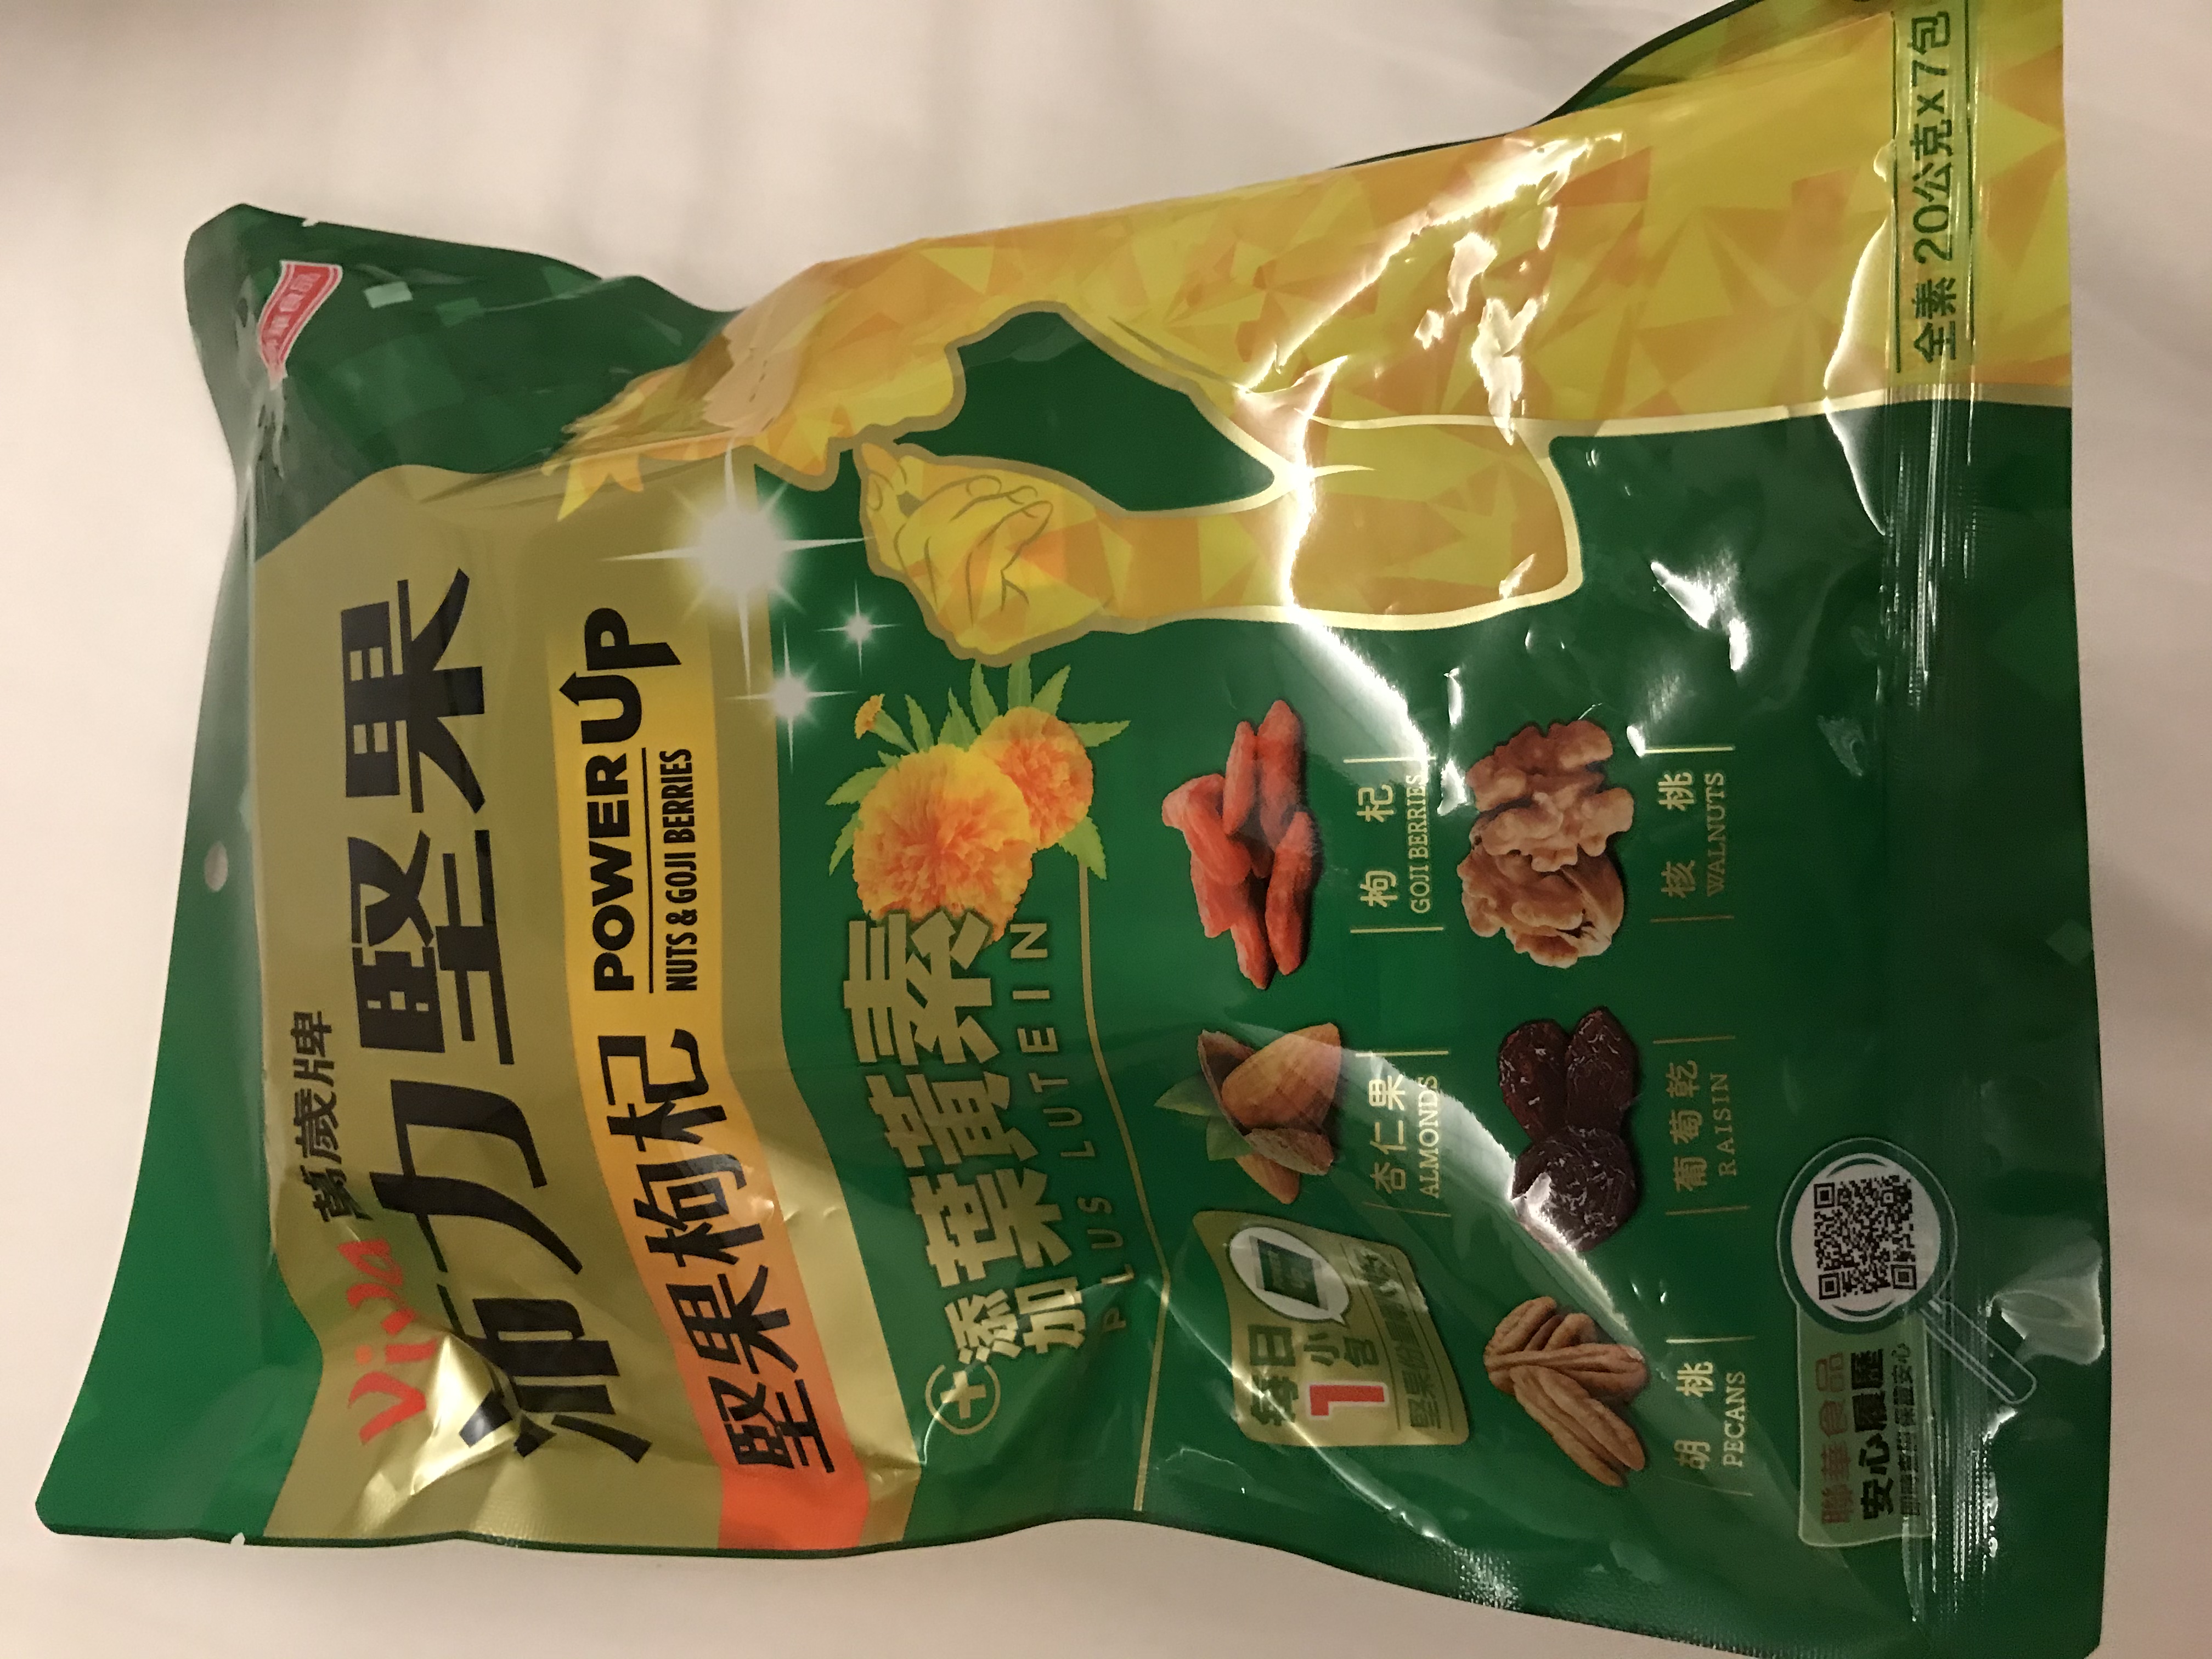 萬歲牌
Viva
活力堅果
堅果枸杞
POWER UP
NUTS & GOJI BERRIES
添加
葉黃素
PLUS LUTEIN
每日
1小包
杏仁果
ALMONDS
枸杞
GOJI BERRIES
胡桃
PECANS
葡萄乾
RAISIN
核桃
WALNUTS
聯華食品
安心履歷
全素 20公克X7包